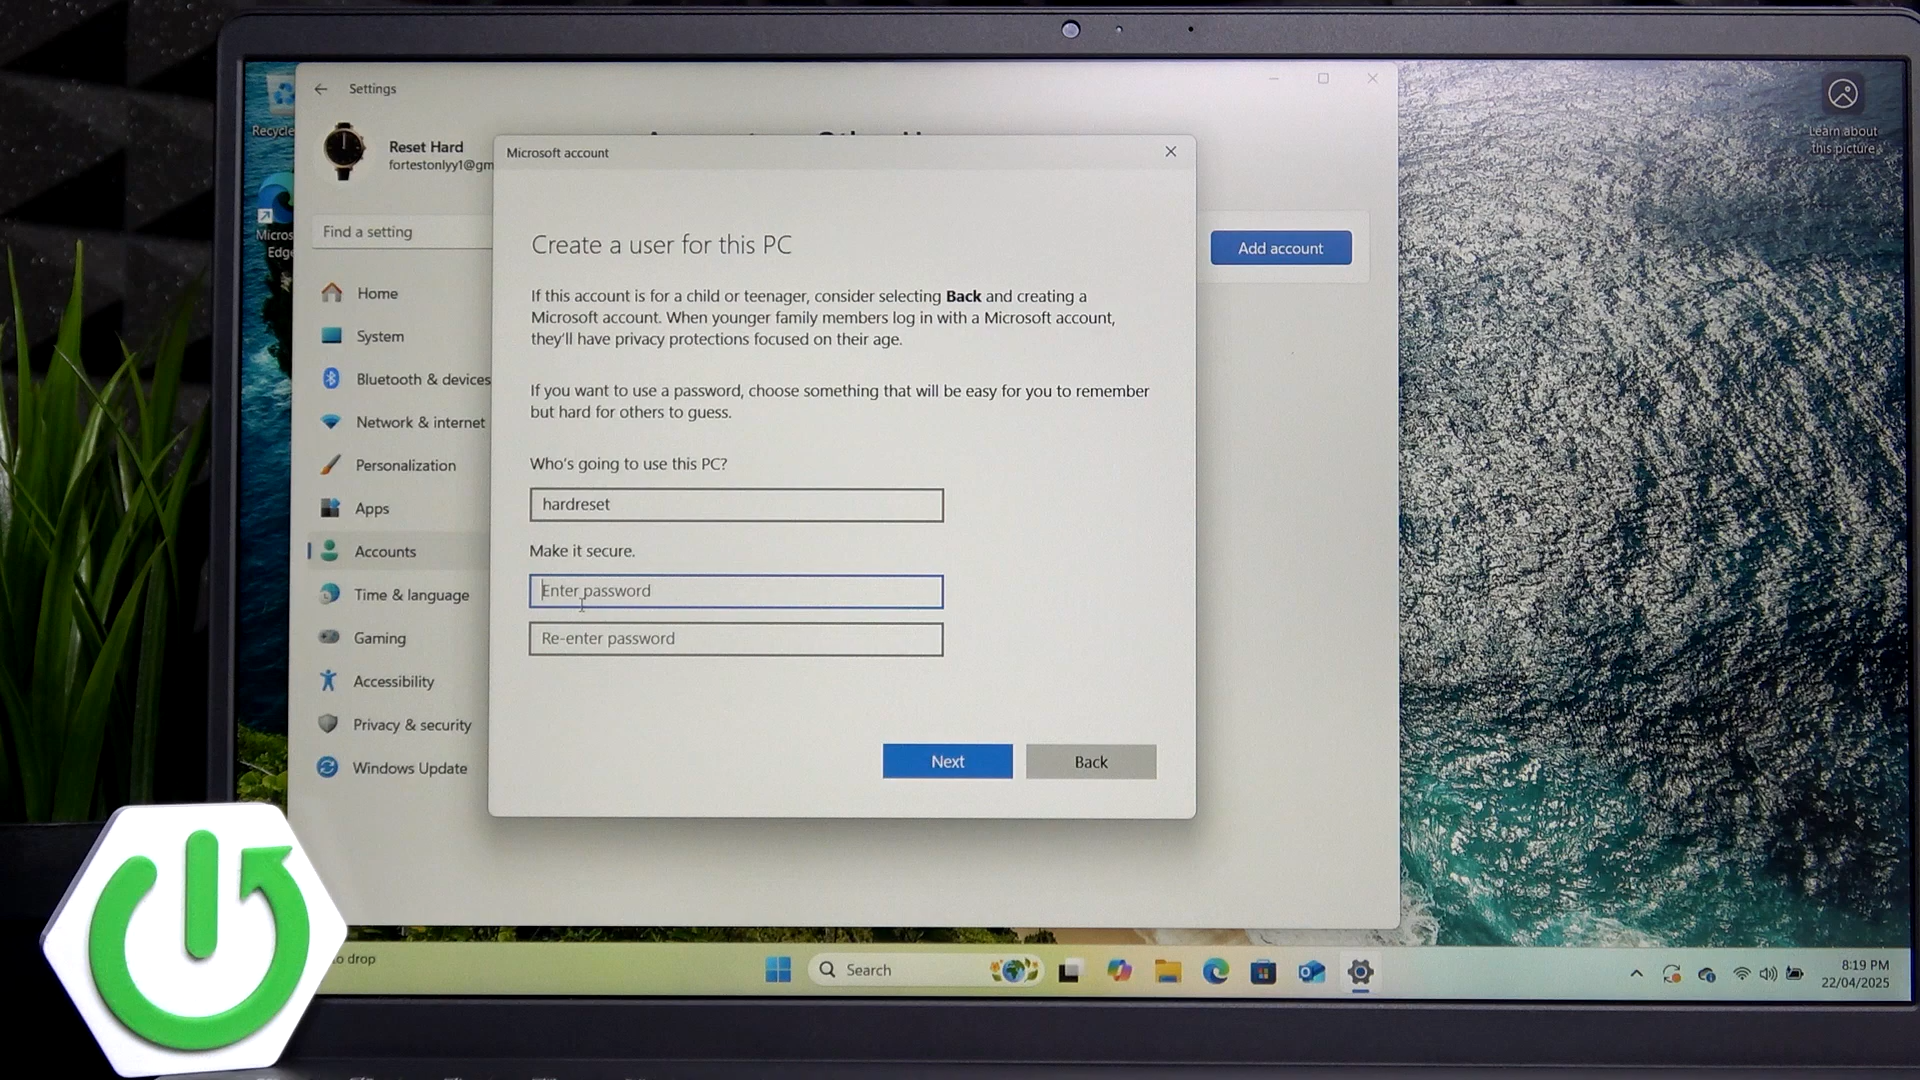 Settings
Recycle
Reset Hard
fortestonlyy1@gm
Micros
Edge
Find a setting
Home
System
Bluetooth & devices
Network & internet
Personalization
Apps
Accounts
Time & language
Gaming
Accessibility
Privacy & security
Windows Update
Microsoft account
Create a user for this PC
If this account is for a child or teenager, consider selecting Back and creating a
Microsoft account. When younger family members log in with a Microsoft account,
they'll have privacy protections focused on their age.
If you want to use a password, choose something that will be easy for you to remember
but hard for others to guess.
Who's going to use this PC?
hardreset
Make it secure.
Enter password
Re-enter password
Next
Back
Add account
Learn about
this picture
o drop
Search
8:19 PM
22/04/2025